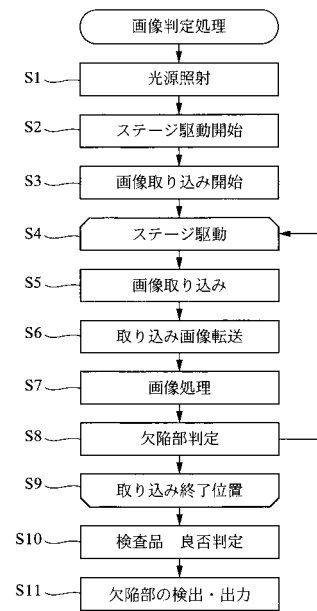 画像判定処理
S1 光源照射
S2 ステージ駆動開始
S3 画像取り込み開始
S4 ステージ駆動
S5 画像取り込み
S6 取り込み画像転送
S7 画像処理
S8 欠陥部判定
S9 取り込み終了位置
S10 検査品 良否判定
S11 欠陥部の検出・出力